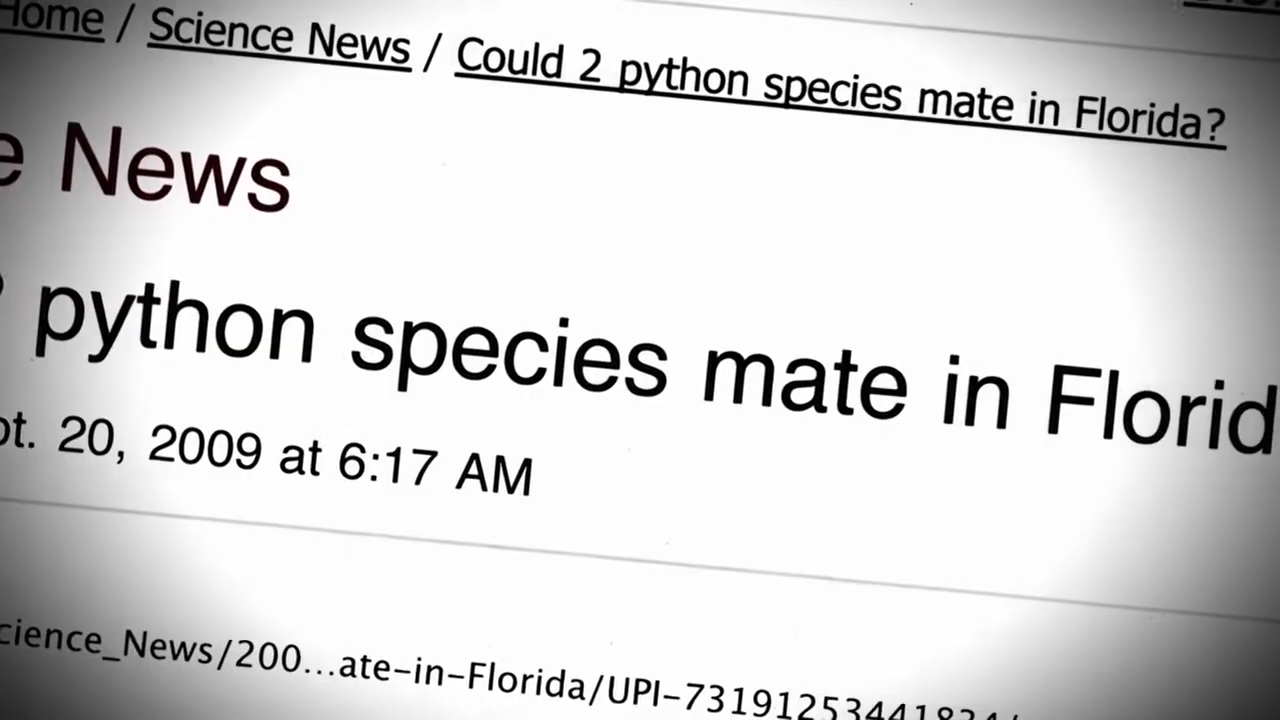 Home / Science News / Could 2 python species mate in Florida?
e News
python species mate in Florid
pt. 20, 2009 at 6:17 AM
cience_News/200...ate-in-Florida/UPI-73191253441824/